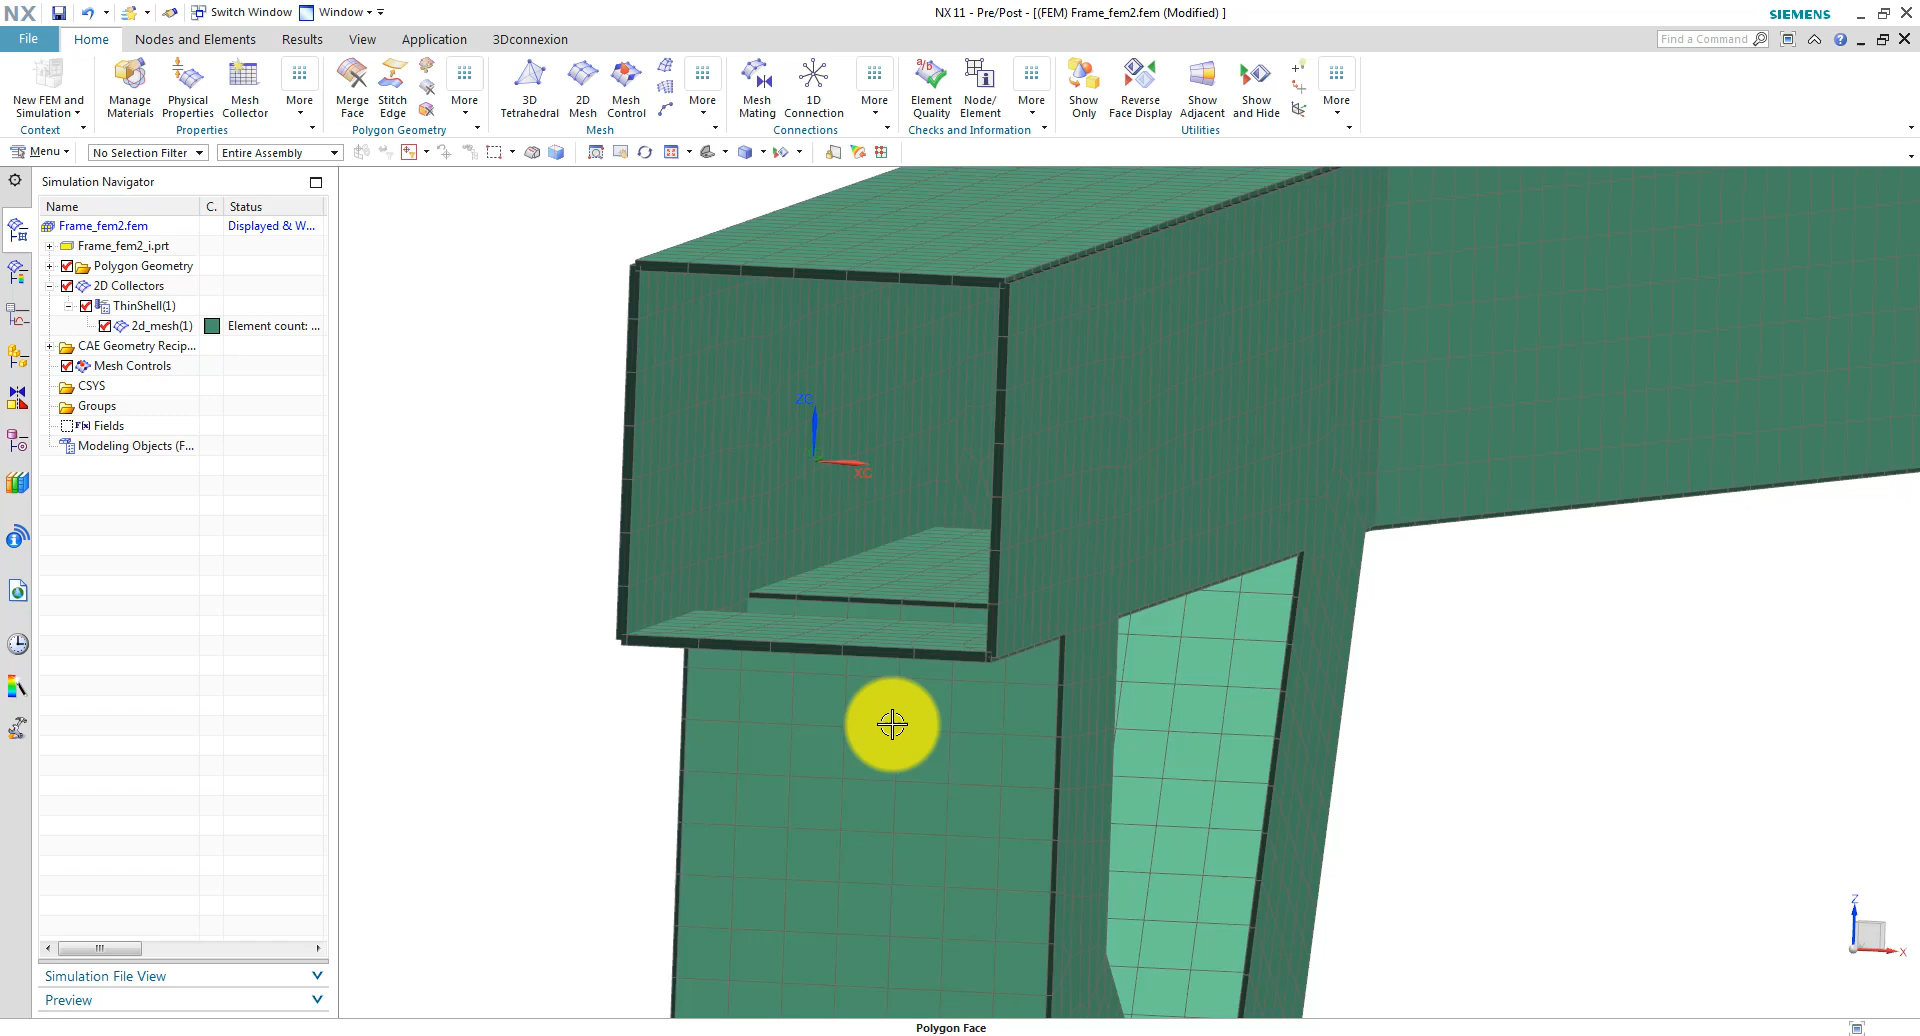 NX Switch Window Window NX 11 - Pre/Post - [(FEM) Frame_fem2.fem (Modified) ] SIEMENS
File Home Nodes and Elements Results View Application 3Dconnexion Find a Command
New FEM and Simulation
Manage Materials
Physical Properties
Mesh Collector
More
Merge Face
Stitch Edge
More
3D Tetrahedral
2D Mesh
Mesh Control
More
Mesh Mating
1D Connection
More
a/b
Element Quality
Node/ Element
More
Show Only
Reverse Face Display
Show Adjacent
Show and Hide
More
Context Properties Polygon Geometry Mesh Connections Checks and Information Utilities
Menu No Selection Filter Entire Assembly
Simulation Navigator
Name C. Status
Frame_fem2.fem Displayed & W...
Frame_fem2_i.prt
Polygon Geometry
2D Collectors
ThinShell(1)
2d_mesh(1) Element count: ...
CAE Geometry Recip...
Mesh Controls
CSYS
Groups
F(x) Fields
Modeling Objects (F...
ZC
XC
Z
X
Simulation File View
Preview
Polygon Face